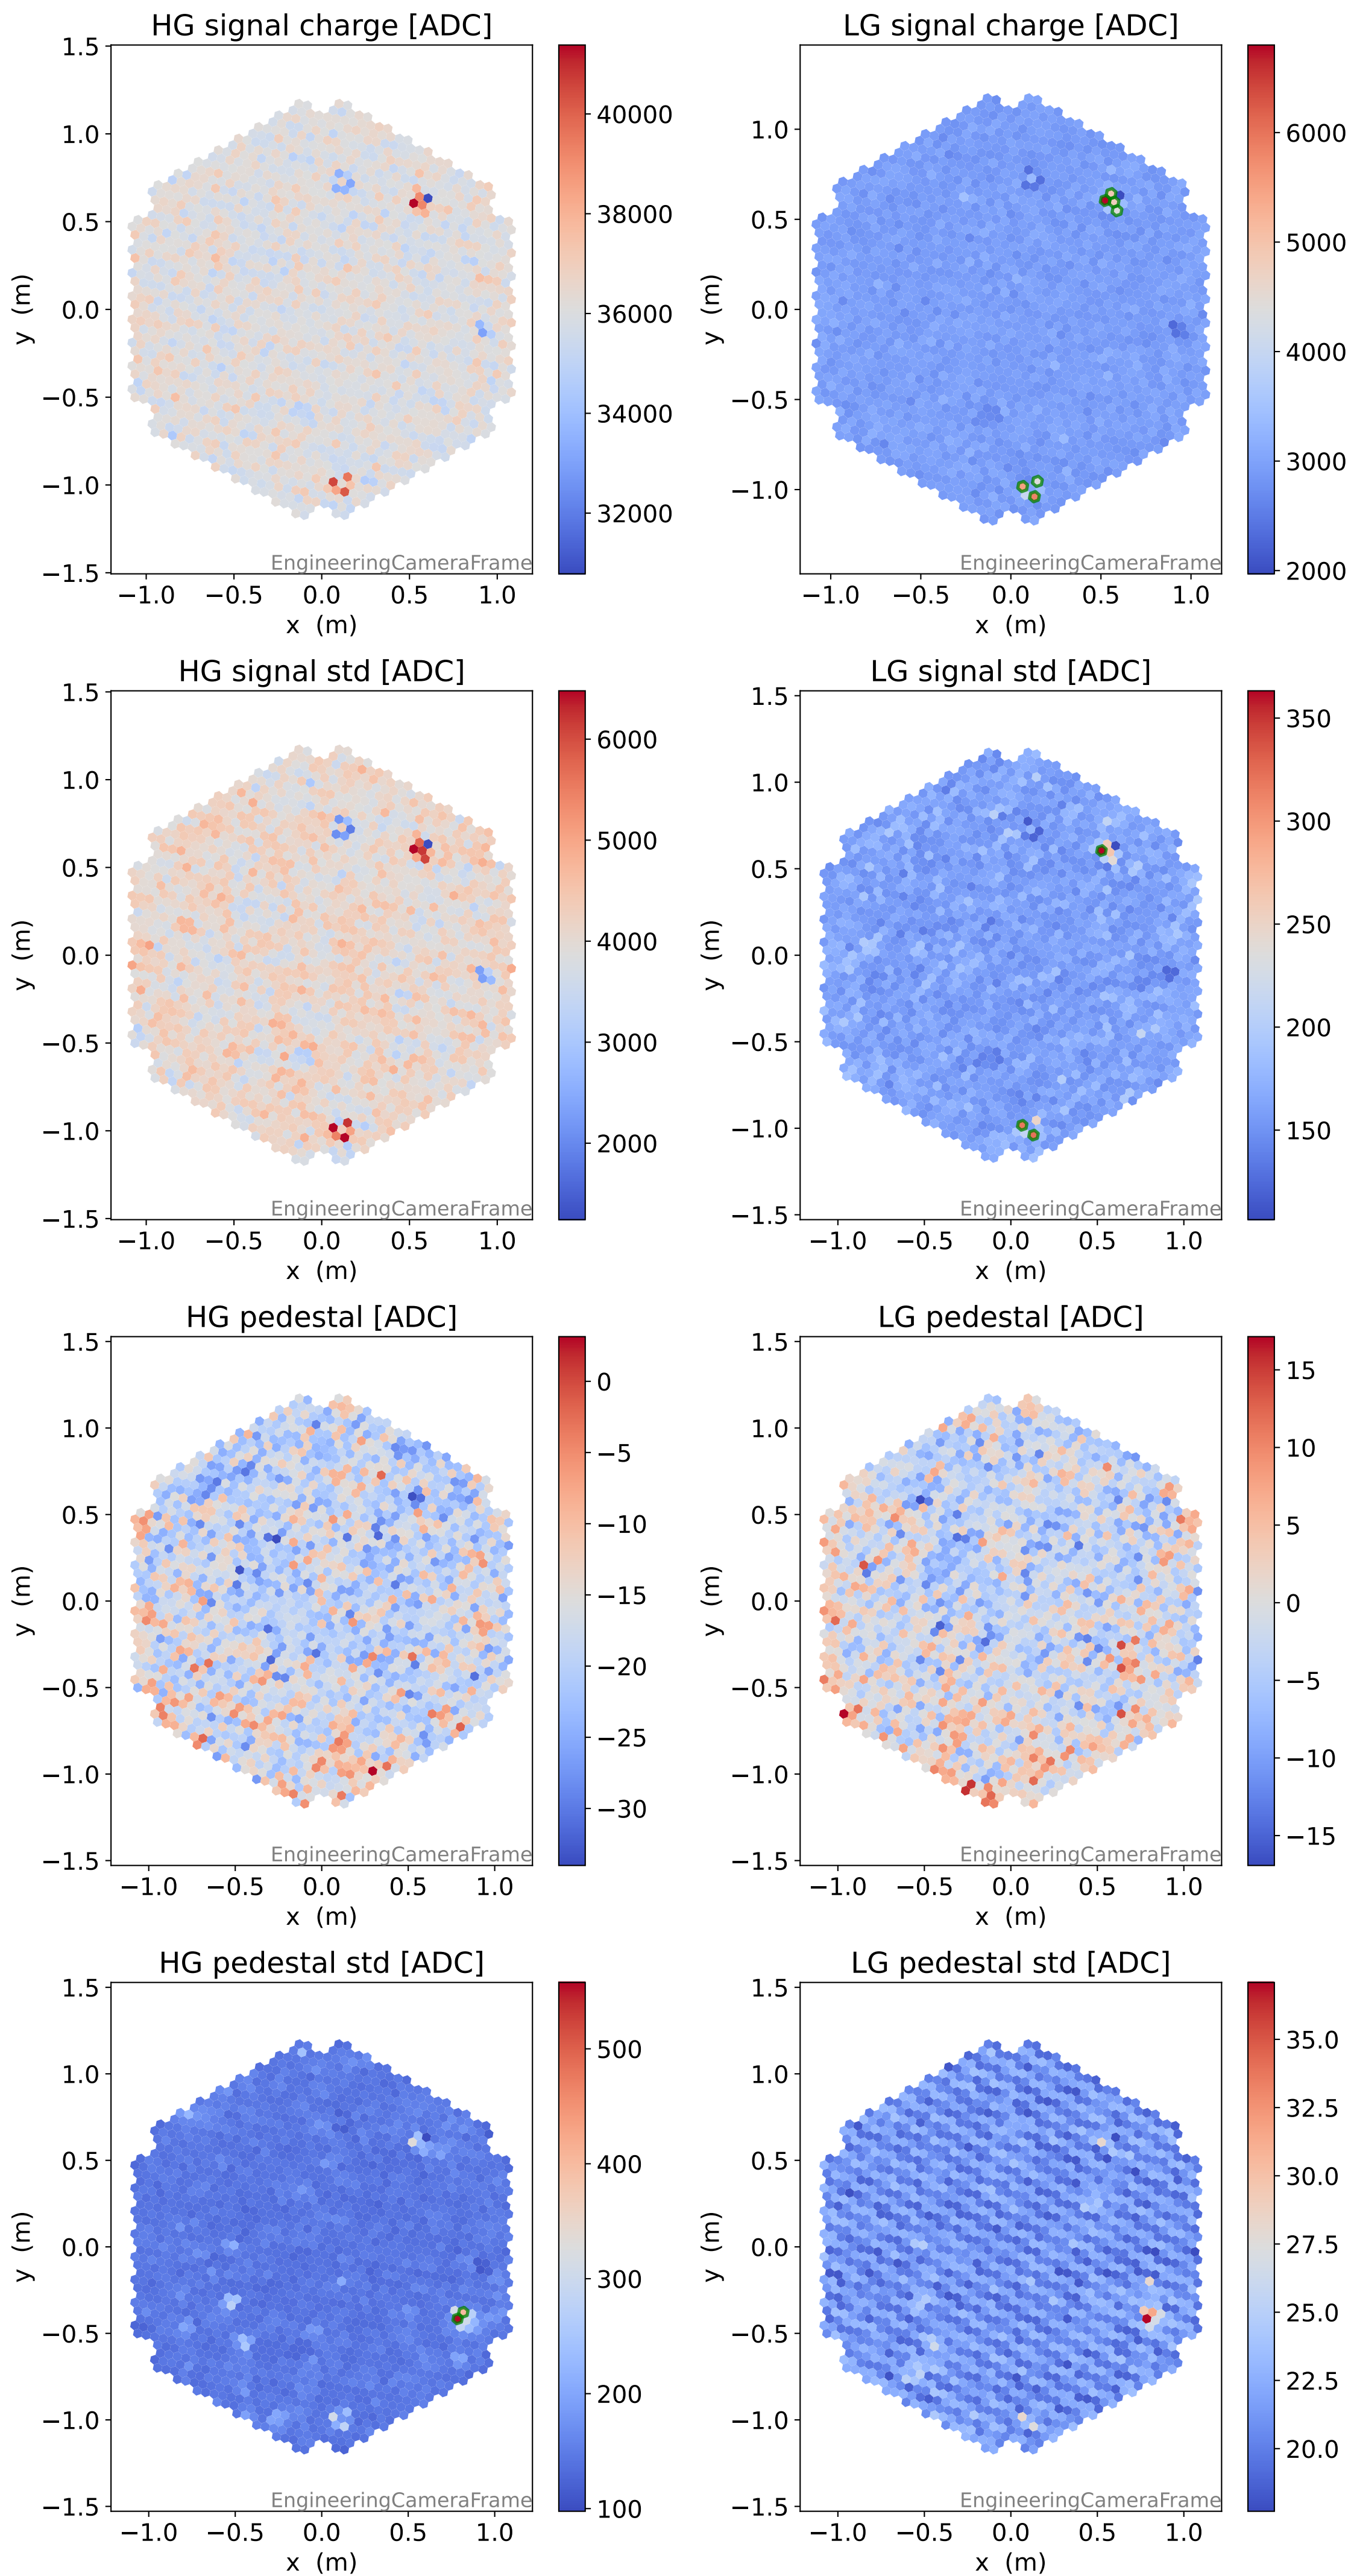 HG signal charge [ADC]
1.5
1.0
0.5
0.0
−0.5
−1.0
−1.5
y (m)
−1.0 −0.5 0.0 0.5 1.0
x (m)
EngineeringCameraFrame
40000
38000
36000
34000
32000
LG signal charge [ADC]
1.0
0.5
0.0
−0.5
−1.0
y (m)
−1.0 −0.5 0.0 0.5 1.0
x (m)
EngineeringCameraFrame
6000
5000
4000
3000
2000
HG signal std [ADC]
1.5
1.0
0.5
0.0
−0.5
−1.0
−1.5
y (m)
−1.0 −0.5 0.0 0.5 1.0
x (m)
EngineeringCameraFrame
6000
5000
4000
3000
2000
LG signal std [ADC]
1.5
1.0
0.5
0.0
−0.5
−1.0
−1.5
y (m)
−1.0 −0.5 0.0 0.5 1.0
x (m)
EngineeringCameraFrame
350
300
250
200
150
HG pedestal [ADC]
1.5
1.0
0.5
0.0
−0.5
−1.0
−1.5
y (m)
−1.0 −0.5 0.0 0.5 1.0
x (m)
EngineeringCameraFrame
0
−5
−10
−15
−20
−25
−30
LG pedestal [ADC]
1.5
1.0
0.5
0.0
−0.5
−1.0
−1.5
y (m)
−1.0 −0.5 0.0 0.5 1.0
x (m)
EngineeringCameraFrame
15
10
5
0
−5
−10
−15
HG pedestal std [ADC]
1.5
1.0
0.5
0.0
−0.5
−1.0
−1.5
y (m)
−1.0 −0.5 0.0 0.5 1.0
x (m)
EngineeringCameraFrame
500
400
300
200
100
LG pedestal std [ADC]
1.5
1.0
0.5
0.0
−0.5
−1.0
−1.5
y (m)
−1.0 −0.5 0.0 0.5 1.0
x (m)
EngineeringCameraFrame
35.0
32.5
30.0
27.5
25.0
22.5
20.0